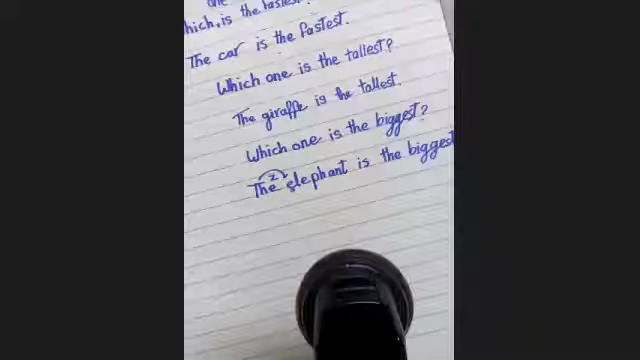 one
which, is the fastest?
The car is the fastest.
Which one is the tallest?
The giraffe is the tallest.
Which one is the biggest?
The elephant is the biggest